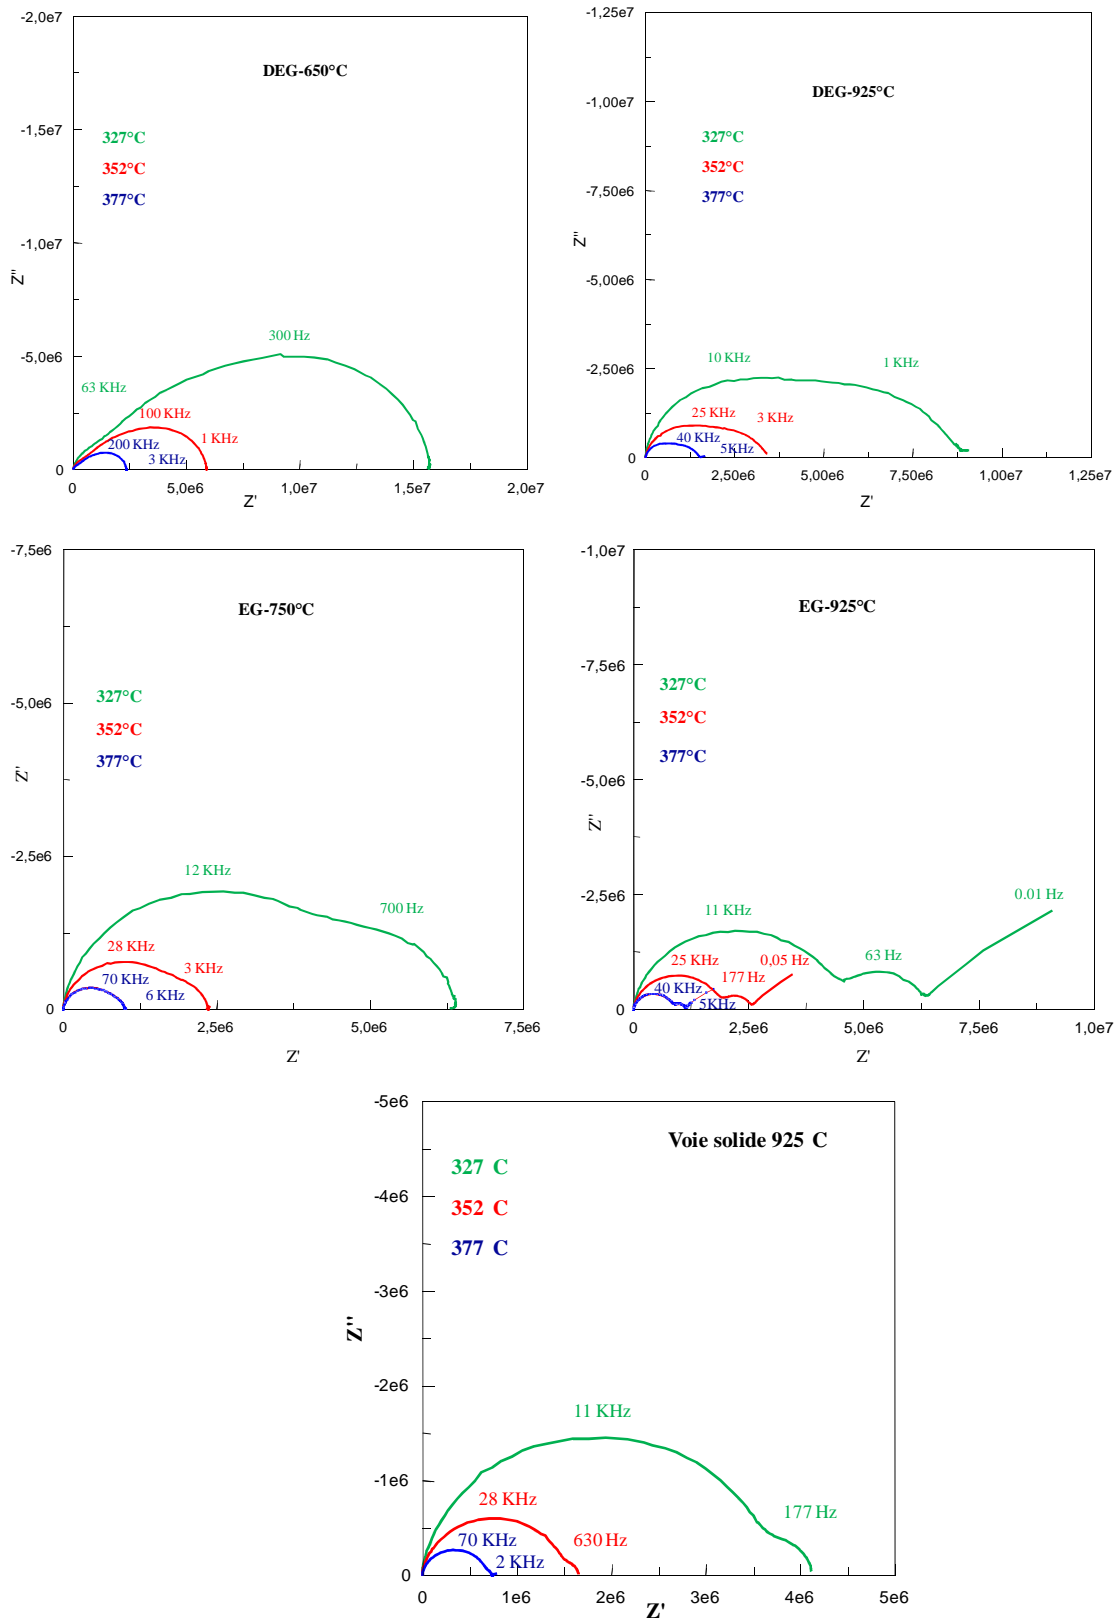 -2,0e7
DEG-650°C
-1,5e7
327°C
352°C
377°C
-1,0e7
Z''
300 Hz
-5,0e6
63 KHz
100 KHz
200 KHz
1 KHz
3 KHz
0
0
5,0e6
1,0e7
1,5e7
2,0e7
Z'
-1,25e7
DEG-925°C
-1,00e7
327°C
352°C
377°C
-7,50e6
Z''
-5,00e6
10 KHz
1 KHz
-2,50e6
25 KHz
3 KHz
40 KHz
5KHz
0
0
2,50e6
5,00e6
7,50e6
1,00e7
1,25e7
Z'
-7,5e6
EG-750°C
-5,0e6
327°C
352°C
377°C
Z''
-2,5e6
12 KHz
700 Hz
28 KHz
3 KHz
70 KHz
6 KHz
0
0
2,5e6
5,0e6
7,5e6
Z'
-1,0e7
EG-925°C
-7,5e6
327°C
352°C
377°C
-5,0e6
Z''
-2,5e6
0.01 Hz
11 KHz
63 Hz
25 KHz
0,05 Hz
177 Hz
40 KHz
5KHz
0
0
2,5e6
5,0e6
7,5e6
1,0e7
Z'
-5e6
Voie solide 925 C
327 C
-4e6
352 C
377 C
-3e6
Z''
-2e6
11 KHz
-1e6
28 KHz
177 Hz
70 KHz
630 Hz
2 KHz
0
0
1e6
2e6
3e6
4e6
5e6
Z'